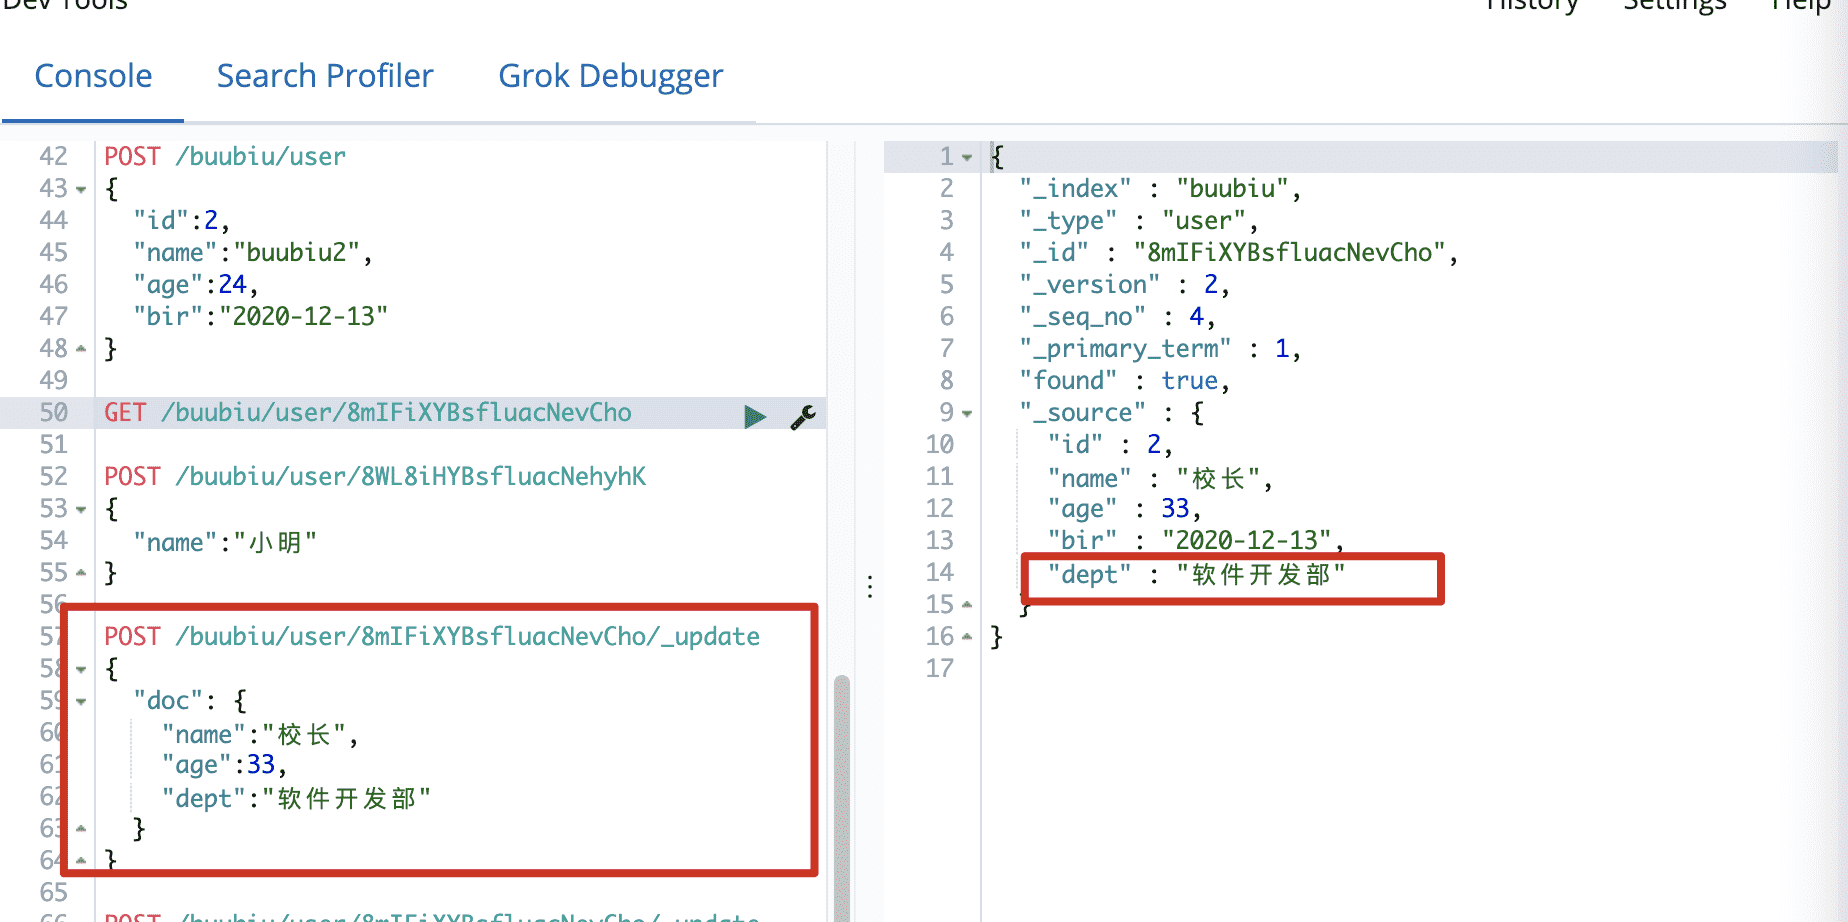 Dev Tools
History Settings Help
Console Search Profiler Grok Debugger
42 POST /buubiu/user
43 {
44 "id":2,
45 "name":"buubiu2",
46 "age":24,
47 "bir":"2020-12-13"
48 }
49
50 GET /buubiu/user/8mIFiXYBsfluacNevCho
51
52 POST /buubiu/user/8WL8iHYBsfluacNehyhK
53 {
54 "name":"小明"
55 }
56
57 POST /buubiu/user/8mIFiXYBsfluacNevCho/_update
58 {
59 "doc": {
60 "name":"校长",
61 "age":33,
62 "dept":"软件开发部"
63 }
64 }
65
66 POST /buubiu/user/8mIFiXYBsfluacNevCho/_update
1 {
2 "_index" : "buubiu",
3 "_type" : "user",
4 "_id" : "8mIFiXYBsfluacNevCho",
5 "_version" : 2,
6 "_seq_no" : 4,
7 "_primary_term" : 1,
8 "found" : true,
9 "_source" : {
10 "id" : 2,
11 "name" : "校长",
12 "age" : 33,
13 "bir" : "2020-12-13",
14 "dept" : "软件开发部"
15 }
16 }
17